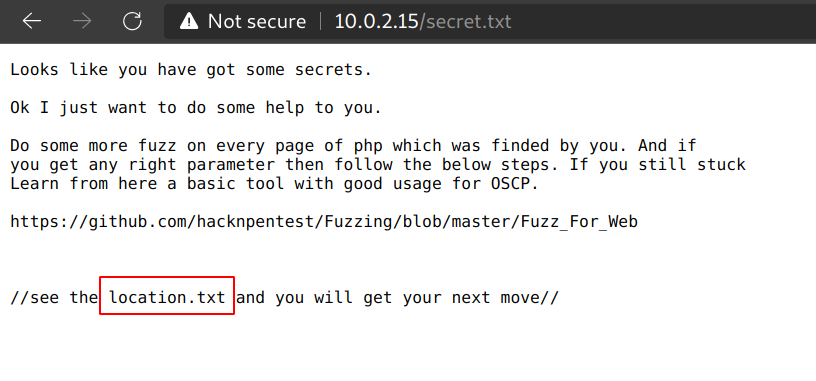 Not secure 10.0.2.15/secret.txt
Looks like you have got some secrets.
Ok I just want to do some help to you.
Do some more fuzz on every page of php which was finded by you. And if
you get any right parameter then follow the below steps. If you still stuck
Learn from here a basic tool with good usage for OSCP.
https://github.com/hacknpentest/Fuzzing/blob/master/Fuzz_For_Web
//see the location.txt and you will get your next move//